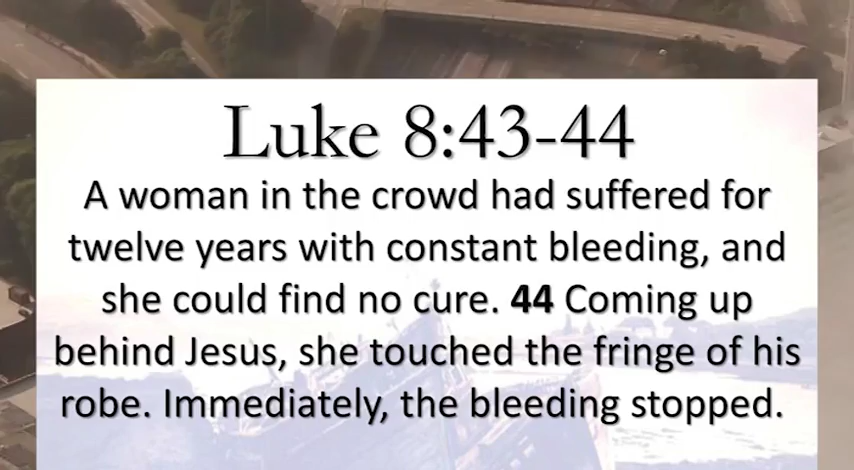 Luke 8:43-44
A woman in the crowd had suffered for
twelve years with constant bleeding, and
she could find no cure. 44 Coming up
behind Jesus, she touched the fringe of his
robe. Immediately, the bleeding stopped.